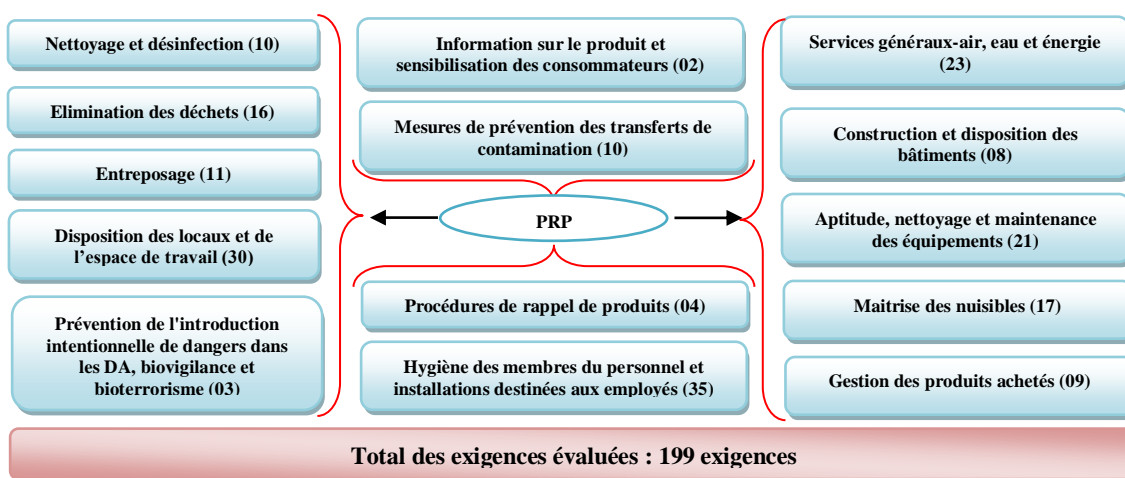 Nettoyage et désinfection (10)
Elimination des déchets (16)
Entreposage (11)
Disposition des locaux et de
l'espace de travail (30)
Prévention de l'introduction
intentionnelle de dangers dans
les DA, biovigilance et
bioterrorisme (03)
Information sur le produit et
sensibilisation des consommateurs (02)
Mesures de prévention des transferts de
contamination (10)
PRP
Procédures de rappel de produits (04)
Hygiène des membres du personnel et
installations destinées aux employés (35)
Services généraux-air, eau et énergie
(23)
Construction et disposition des
bâtiments (08)
Aptitude, nettoyage et maintenance
des équipements (21)
Maitrise des nuisibles (17)
Gestion des produits achetés (09)
Total des exigences évaluées : 199 exigences